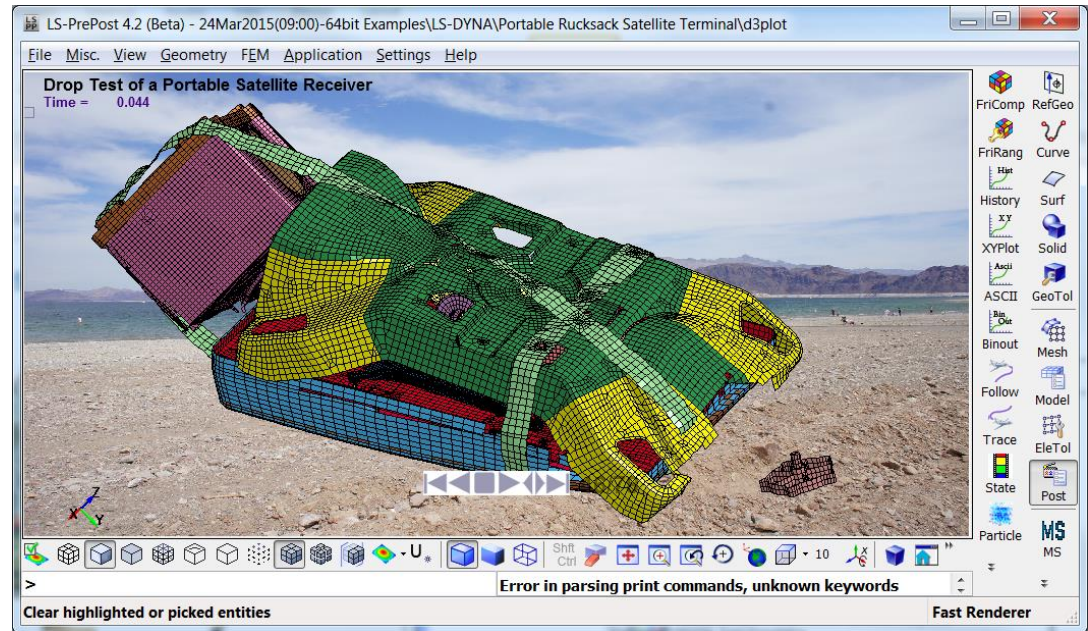 LS-PrePost 4.2 (Beta) - 24Mar2015(09:00)-64bit Examples\LS-DYNA\Portable Rucksack Satellite Terminal\d3plot
File Misc. View Geometry FEM Application Settings Help
Drop Test of a Portable Satellite Receiver
Time = 0.044
Z
X Y
FriComp RefGeo
FriRang Curve
Hist
History Surf
XY
XYPlot Solid
Ascii
ASCII GeoTol
Bin
Out
Binout Mesh
Follow Model
Trace EleTol
State Post
Particle MS
MS
U
Shft
Ctrl
10
>
Error in parsing print commands, unknown keywords
Clear highlighted or picked entities
Fast Renderer